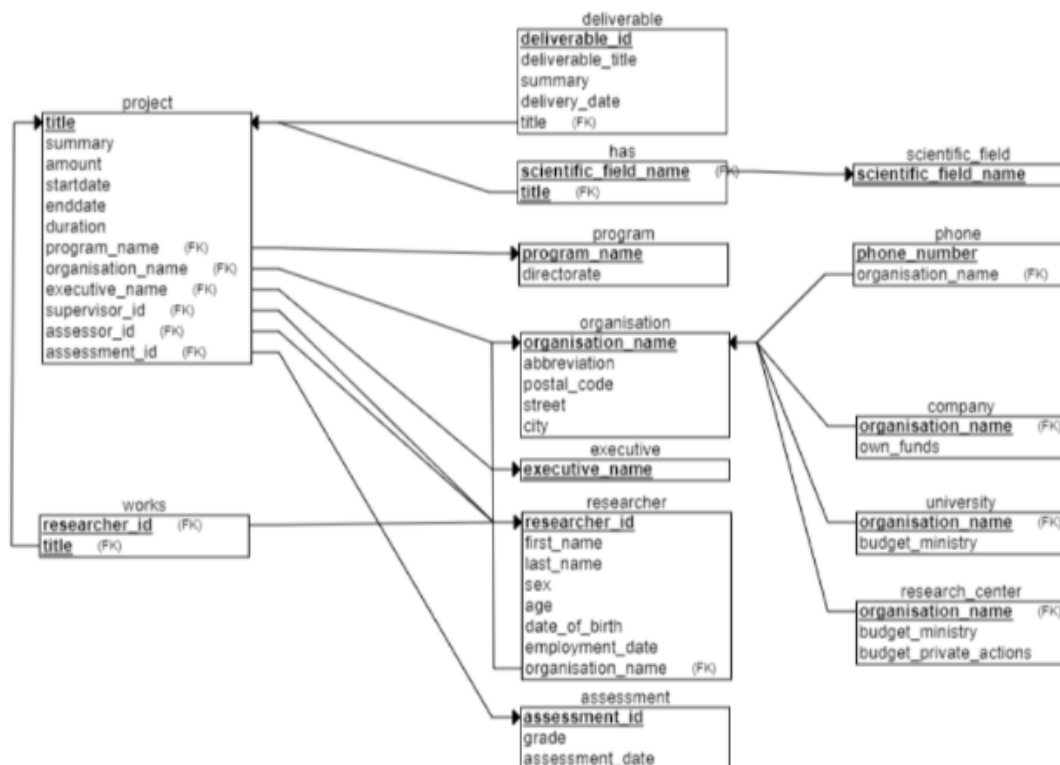 deliverable
deliverable_id
deliverable_title
summary
delivery_date
title (FK)
project
title
summary
amount
startdate
enddate
duration
program_name (FK)
organisation_name (FK)
executive_name (FK)
supervisor_id (FK)
assessor_id (FK)
assessment_id (FK)
has
scientific_field_name (FK)
title (FK)
scientific_field
scientific_field_name
program
program_name
directorate
phone
phone_number
organisation_name (FK)
organisation
organisation_name
abbreviation
postal_code
street
city
company
organisation_name (FK)
own_funds
executive
executive_name
works
researcher_id (FK)
title (FK)
researcher
researcher_id
first_name
last_name
sex
age
date_of_birth
employment_date
organisation_name (FK)
university
organisation_name (FK)
budget_ministry
research_center
organisation_name (FK)
budget_ministry
budget_private_actions
assessment
assessment_id
grade
assessment_date